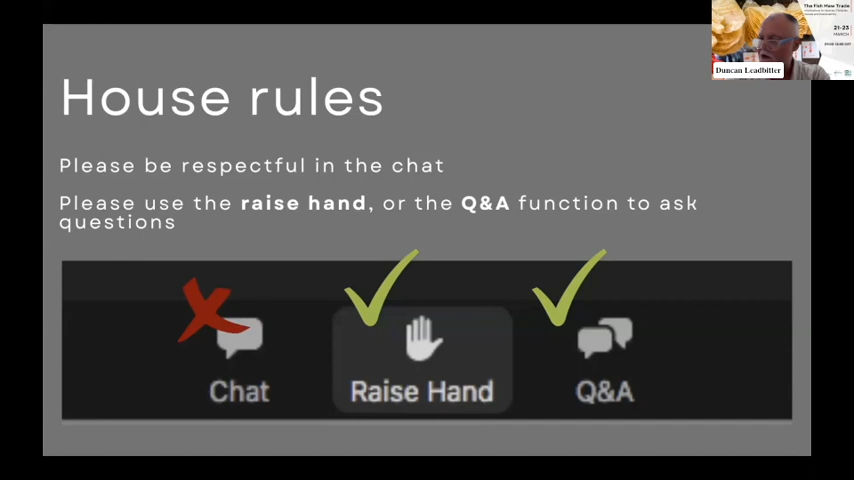 House rules
Please be respectful in the chat
Please use the raise hand, or the Q&A function to ask
questions
Chat
Raise Hand
Q&A
The Fish Maw Trade
21-23
MARCH
Duncan Leadbitter